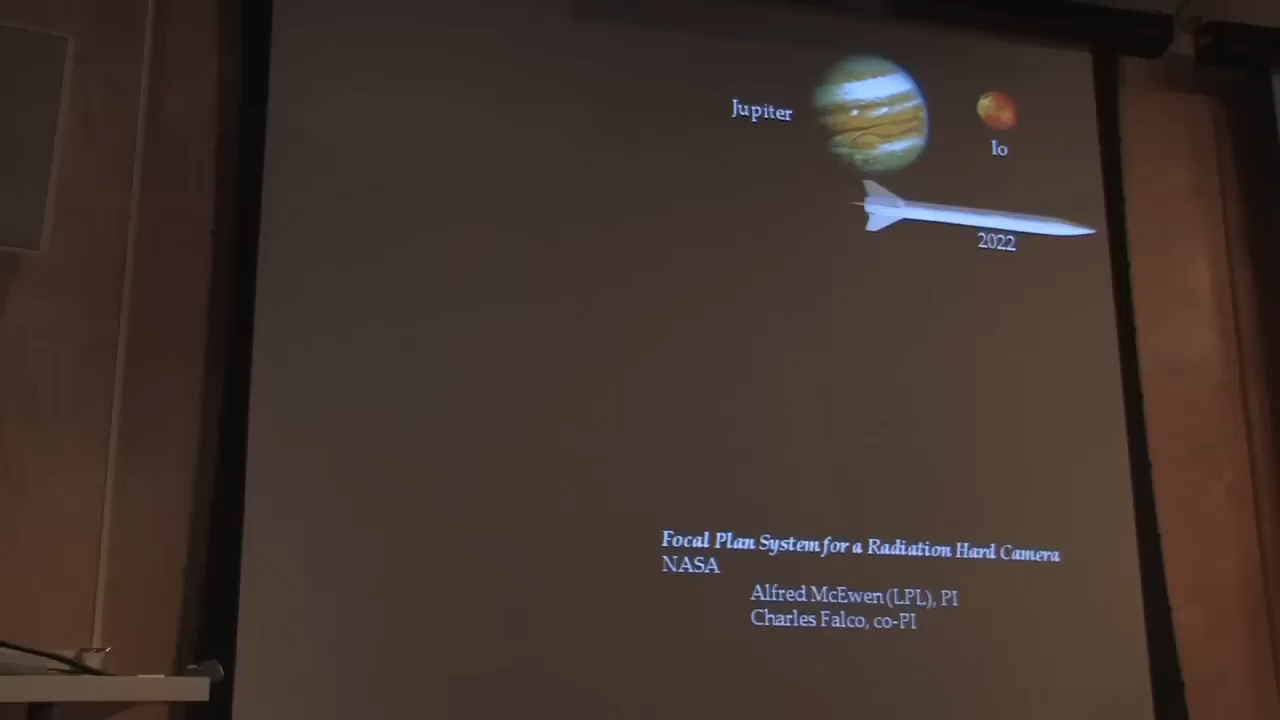 Jupiter
Io
2022
Focal Plan System for a Radiation Hard Camera
NASA
Alfred McEwen (LPL), PI
Charles Falco, co-PI